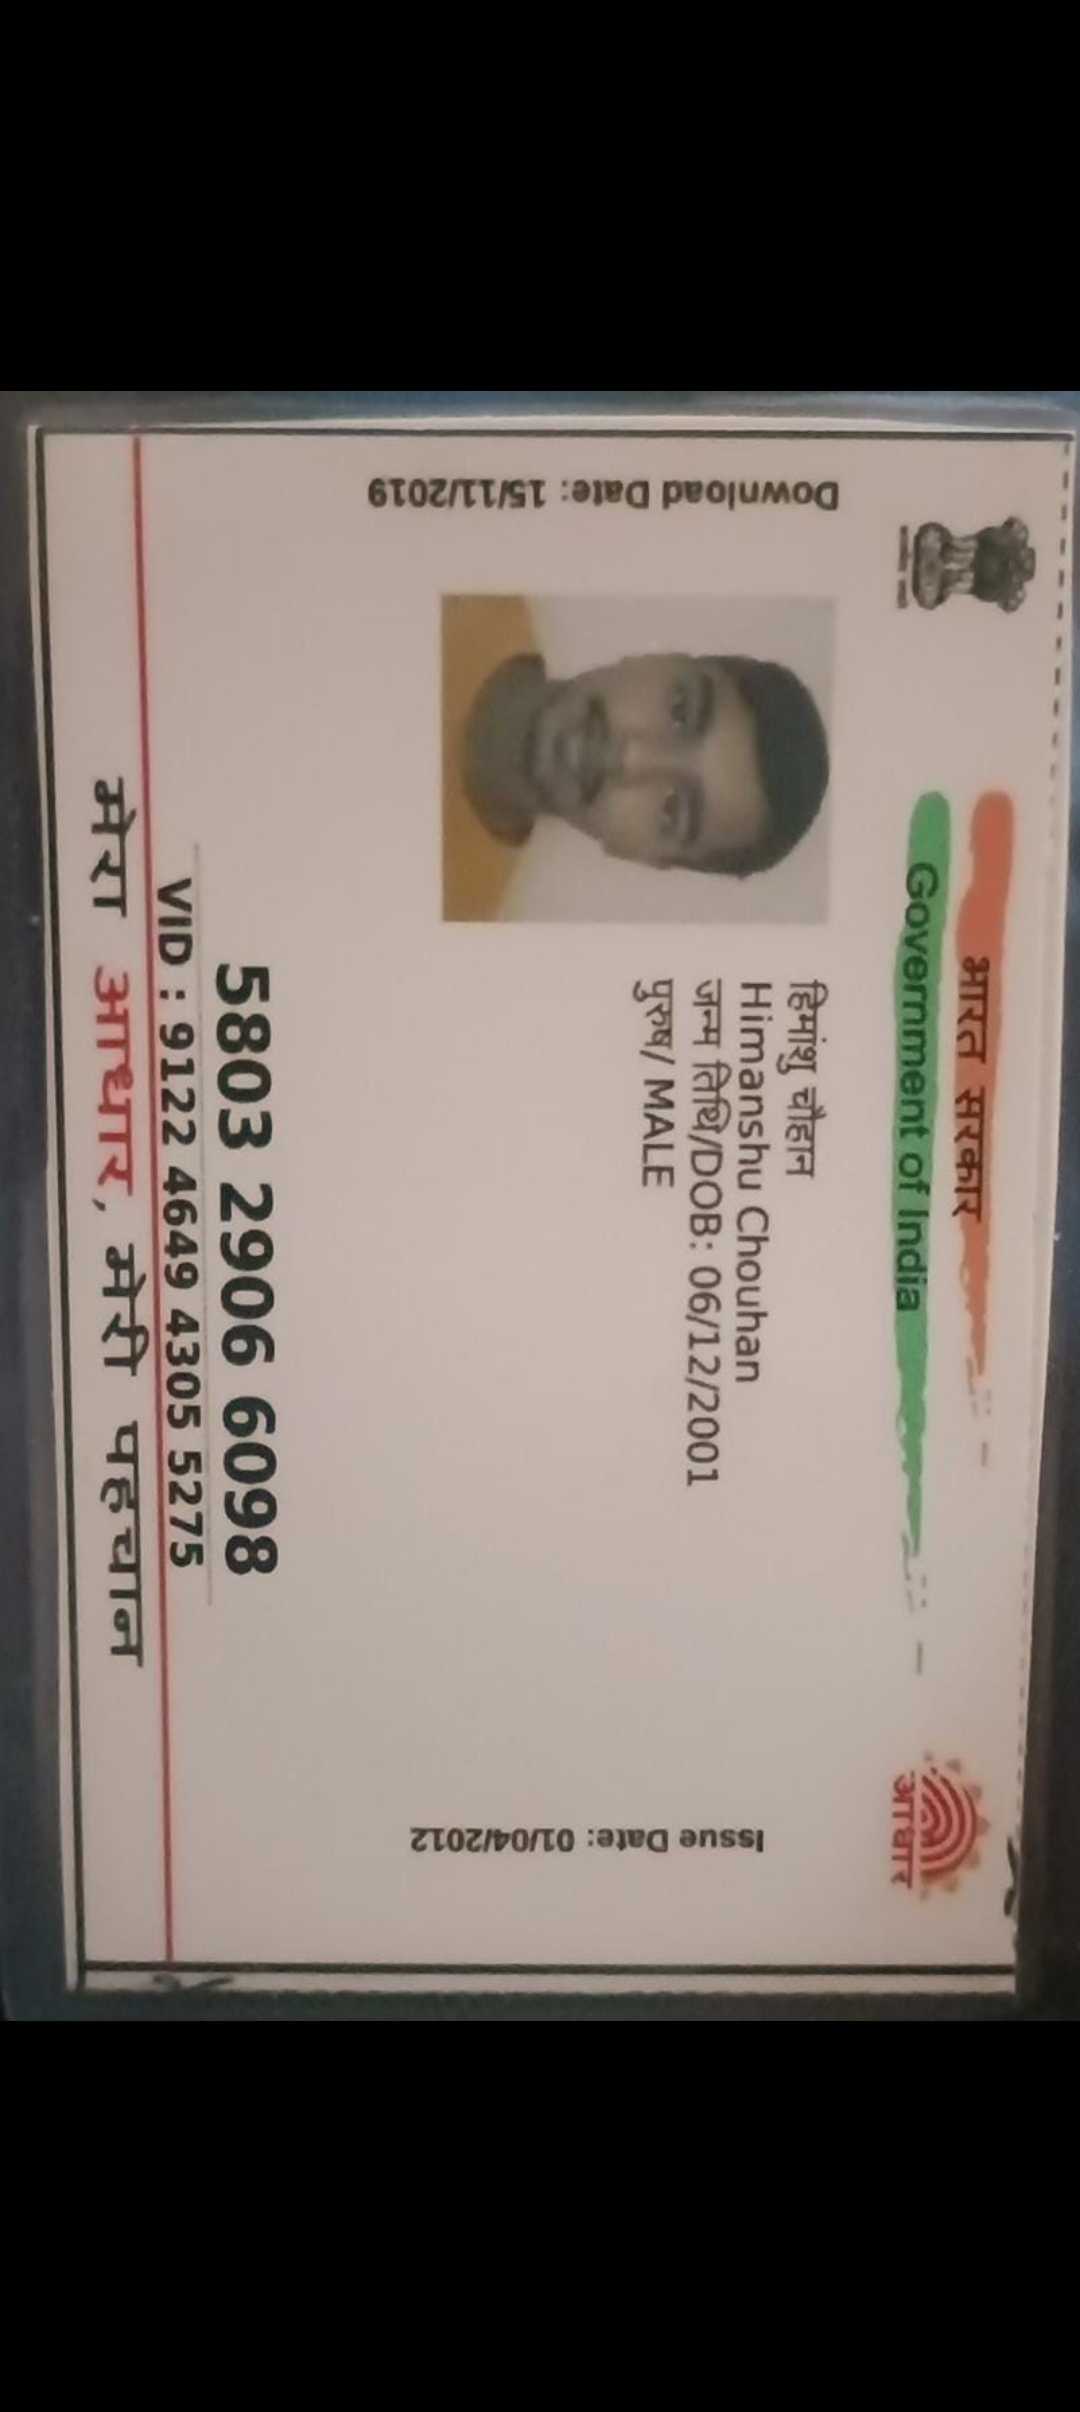 भारत सरकार
Government of India
आधार
Download Date: 15/11/2019
हिमांशु चौहान
Himanshu Chouhan
जन्म तिथि/DOB: 06/12/2001
पुरुष/ MALE
Issue Date: 01/04/2012
5803 2906 6098
VID : 9122 4649 4305 5275
मेरा आधार, मेरी पहचान